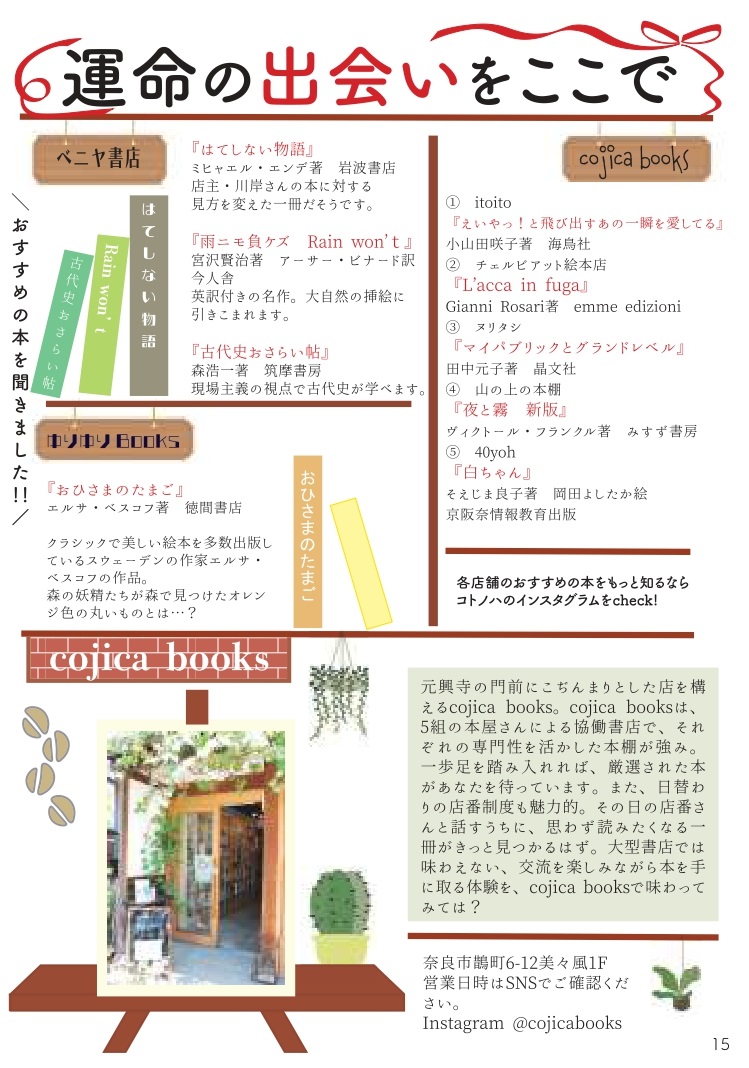 運命の出会いをここで
ベニヤ書店
cojica books
＼おすすめの本を聞きました!!／
はてしない物語
Rain won't
古代史おさらい帖
『はてしない物語』
ミヒャエル・エンデ著　岩波書店
店主・川岸さんの本に対する
見方を変えた一冊だそうです。
『雨ニモ負ケズ　Rain won't』
宮沢賢治著　アーサー・ビナード訳
今人舎
英訳付きの名作。大自然の挿絵に
引きこまれます。
『古代史おさらい帖』
森浩一著　筑摩書房
現場主義の視点で古代史が学べます。
ゆりゆり Books
『おひさまのたまご』
エルサ・ベスコフ著　徳間書店
クラシックで美しい絵本を多数出版し
ているスウェーデンの作家エルサ・
ベスコフの作品。
森の妖精たちが森で見つけたオレン
ジ色の丸いものとは…？
おひさまのたまご
①　itoito
『えいやっ！と飛び出すあの一瞬を愛してる』
小山田咲子著　海鳥社
②　チェルビアット絵本店
『L'acca in fuga』
Gianni Rosari著　emme edizioni
③　ヌリタシ
『マイパブリックとグランドレベル』
田中元子著　晶文社
④　山の上の本棚
『夜と霧　新版』
ヴィクトール・フランクル著　みすず書房
⑤　40yoh
『白ちゃん』
そえじま良子著　岡田よしたか絵
京阪奈情報教育出版
各店舗のおすすめの本をもっと知るなら
コトノハのインスタグラムをcheck!
cojica books
元興寺の門前にこぢんまりとした店を構
えるcojica books。cojica booksは、
5組の本屋さんによる協働書店で、それ
ぞれの専門性を活かした本棚が強み。
一歩足を踏み入れれば、厳選された本
があなたを待っています。また、日替わ
りの店番制度も魅力的。その日の店番さ
んと話すうちに、思わず読みたくなる一
冊がきっと見つかるはず。大型書店では
味わえない、交流を楽しみながら本を手
に取る体験を、cojica booksで味わって
みては？
奈良市鵲町6-12美々風1F
営業日時はSNSでご確認くだ
さい。
Instagram @cojicabooks
15